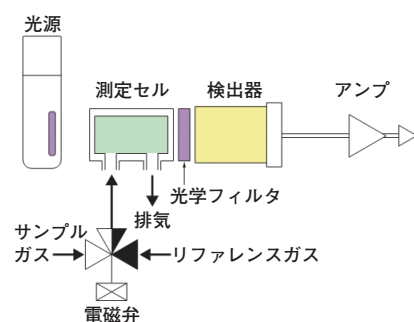 光源
測定セル
検出器
アンプ
光学フィルタ
排気
サンプル
ガス
リファレンスガス
電磁弁